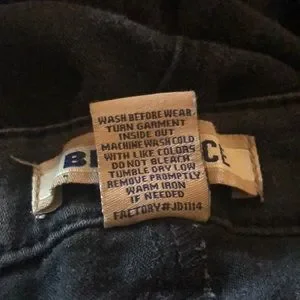 WASH BEFORE WEAR
TURN GARMENT
INSIDE OUT
MACHINE WASH COLD
WITH LIKE COLORS
DO NOT BLEACH
TUMBLE DRY LOW
REMOVE PROMPTLY
WARM IRON
IF NEEDED
FACTORY# JD1114